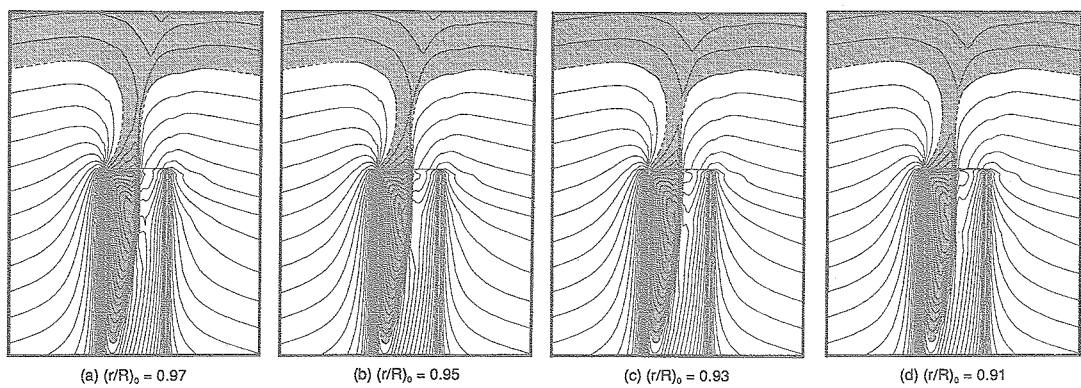 (a) (r/R)₀ = 0.97
(b) (r/R)₀ = 0.95
(c) (r/R)₀ = 0.93
(d) (r/R)₀ = 0.91